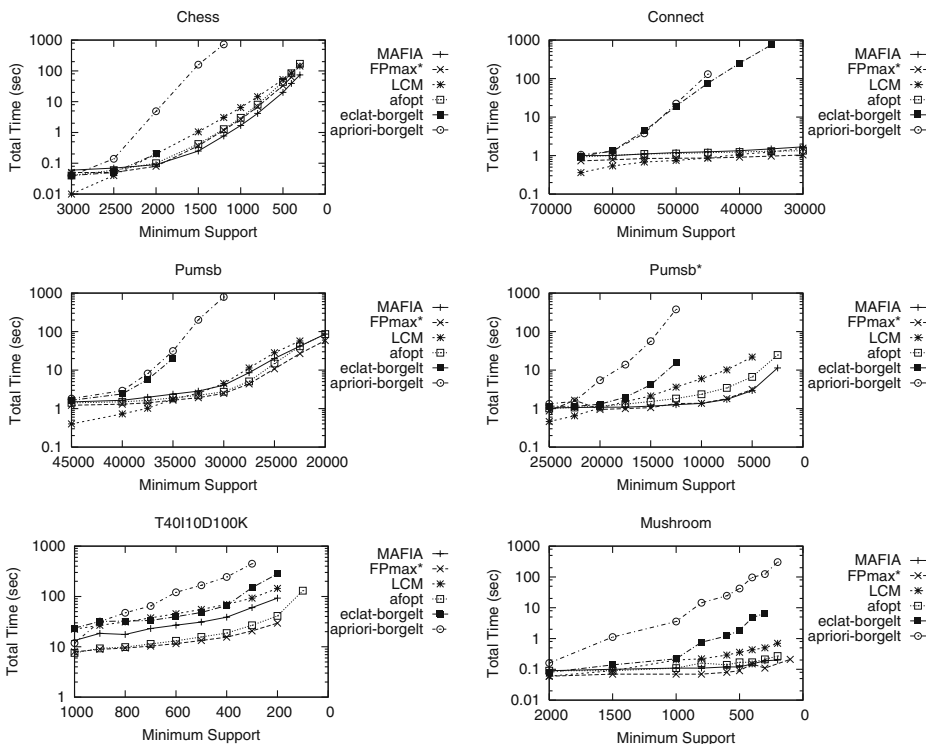 Chess
Total Time (sec)
1000
100
10
1
0.1
0.01
3000 2500 2000 1500 1000 500 0
Minimum Support
MAFIA
FPmax*
LCM
afopt
eclat-borgelt
apriori-borgelt
Connect
Total Time (sec)
1000
100
10
1
0.1
70000 60000 50000 40000 30000
Minimum Support
MAFIA
FPmax*
LCM
afopt
eclat-borgelt
apriori-borgelt
Pumsb
Total Time (sec)
1000
100
10
1
0.1
45000 40000 35000 30000 25000 20000
Minimum Support
MAFIA
FPmax*
LCM
afopt
eclat-borgelt
apriori-borgelt
Pumsb*
Total Time (sec)
1000
100
10
1
0.1
25000 20000 15000 10000 5000 0
Minimum Support
MAFIA
FPmax*
LCM
afopt
eclat-borgelt
apriori-borgelt
T40I10D100K
Total Time (sec)
1000
100
10
1
1000 800 600 400 200 0
Minimum Support
MAFIA
FPmax*
LCM
afopt
eclat-borgelt
apriori-borgelt
Mushroom
Total Time (sec)
1000
100
10
1
0.1
0.01
2000 1500 1000 500 0
Minimum Support
MAFIA
FPmax*
LCM
afopt
eclat-borgelt
apriori-borgelt